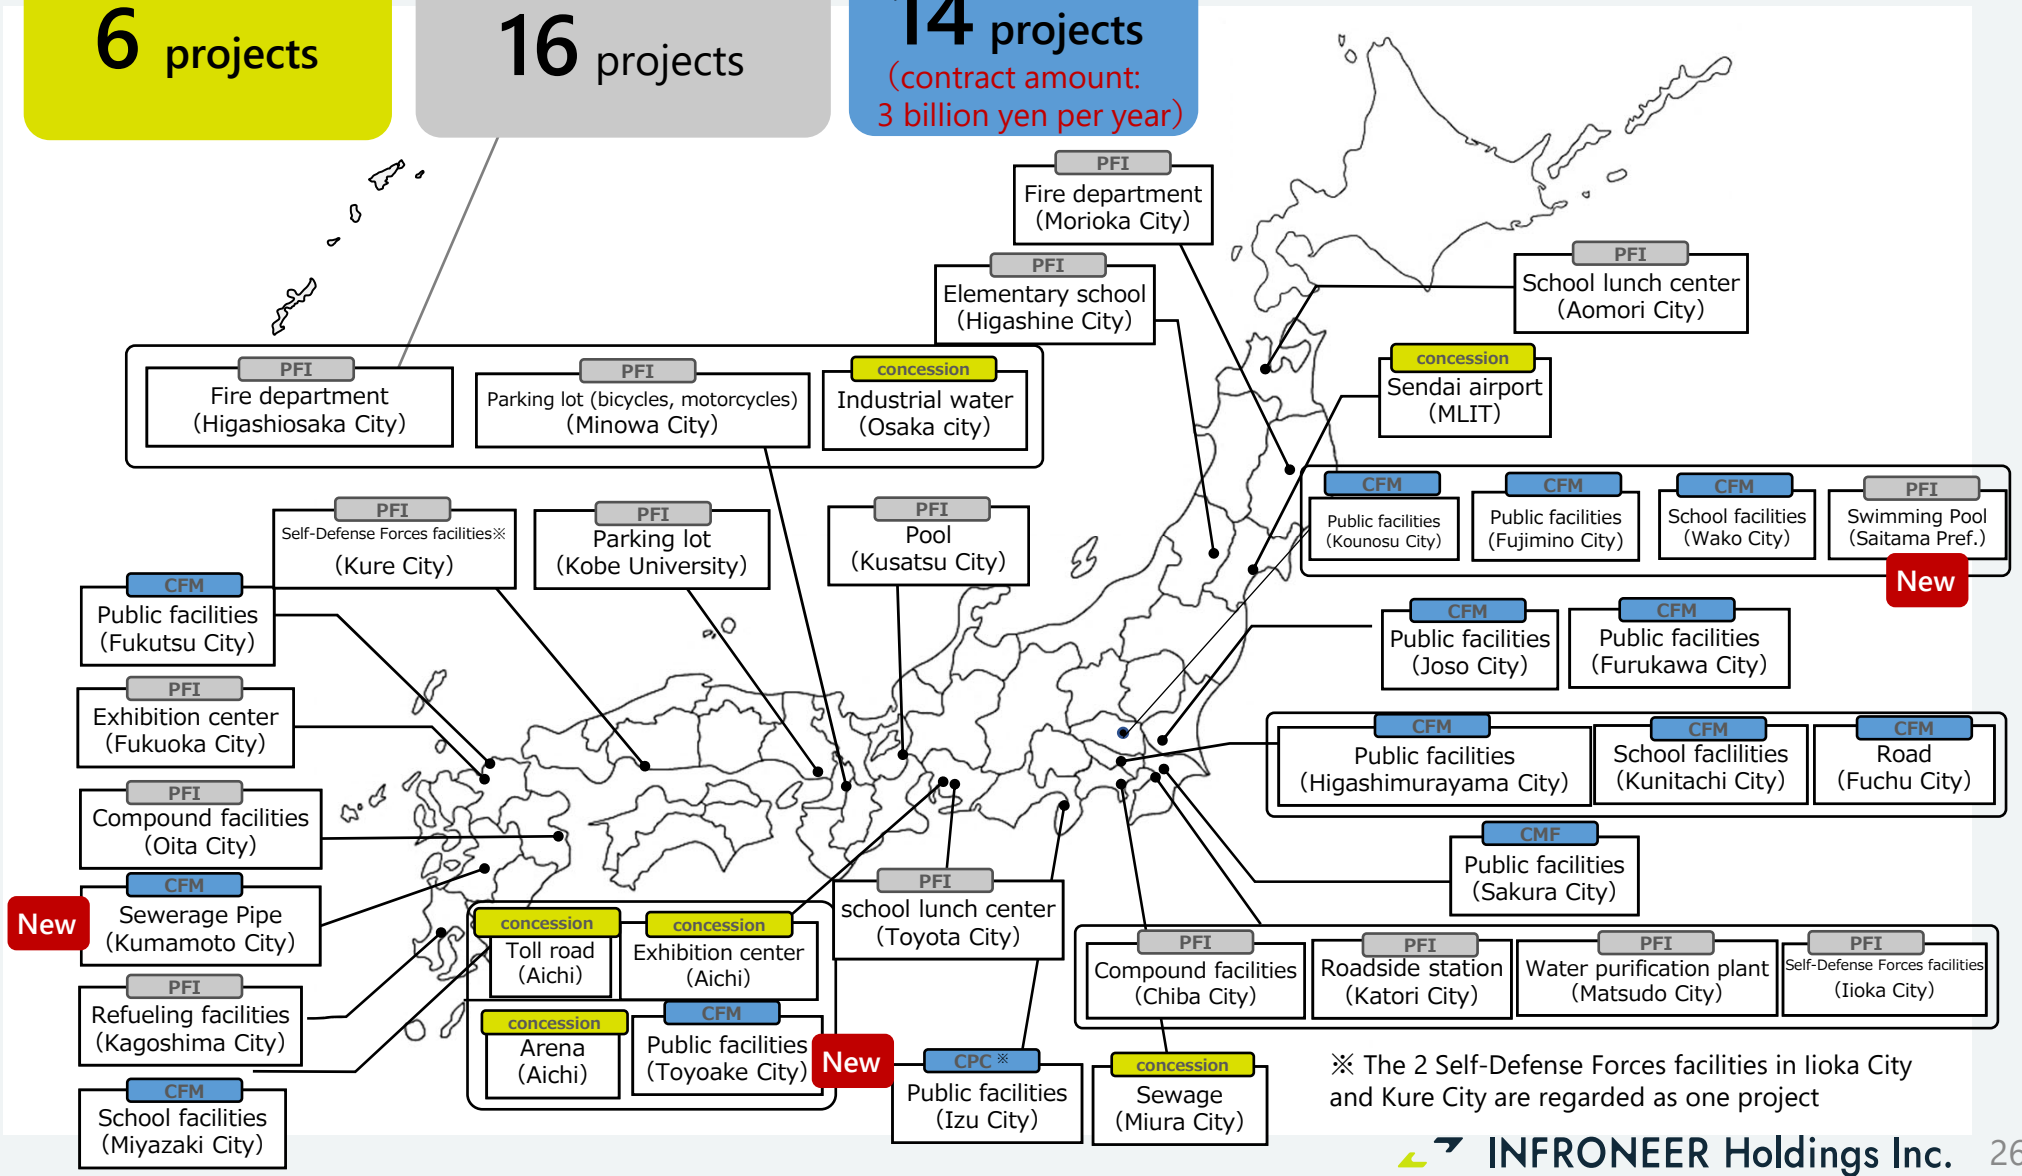 6 projects
16 projects
14 projects
(contract amount:
3 billion yen per year)
PFI
Fire department
(Morioka City)
PFI
Elementary school
(Higashine City)
PFI
School lunch center
(Aomori City)
PFI
Fire department
(Higashiosaka City)
PFI
Parking lot (bicycles, motorcycles)
(Minowa City)
concession
Industrial water
(Osaka city)
concession
Sendai airport
(MLIT)
CFM
Public facilities
(Kounosu City)
CFM
Public facilities
(Fujimino City)
CFM
School facilities
(Wako City)
PFI
Swimming Pool
(Saitama Pref.)
New
PFI
Self-Defense Forces facilities※
(Kure City)
PFI
Parking lot
(Kobe University)
PFI
Pool
(Kusatsu City)
CFM
Public facilities
(Fukutsu City)
CFM
Public facilities
(Joso City)
CFM
Public facilities
(Furukawa City)
PFI
Exhibition center
(Fukuoka City)
CFM
Public facilities
(Higashimurayama City)
CFM
School faclilities
(Kunitachi City)
CFM
Road
(Fuchu City)
PFI
Compound facilities
(Oita City)
CMF
Public facilities
(Sakura City)
New
CFM
Sewerage Pipe
(Kumamoto City)
PFI
school lunch center
(Toyota City)
concession
Toll road
(Aichi)
concession
Exhibition center
(Aichi)
PFI
Compound facilities
(Chiba City)
PFI
Roadside station
(Katori City)
PFI
Water purification plant
(Matsudo City)
PFI
Self-Defense Forces facilities
(Iioka City)
PFI
Refueling facilities
(Kagoshima City)
concession
Arena
(Aichi)
CFM
Public facilities
(Toyoake City)
New
CPC※
Public facilities
(Izu City)
concession
Sewage
(Miura City)
CFM
School facilities
(Miyazaki City)
※ The 2 Self-Defense Forces facilities in Iioka City
and Kure City are regarded as one project
INFRONEER Holdings Inc. 26